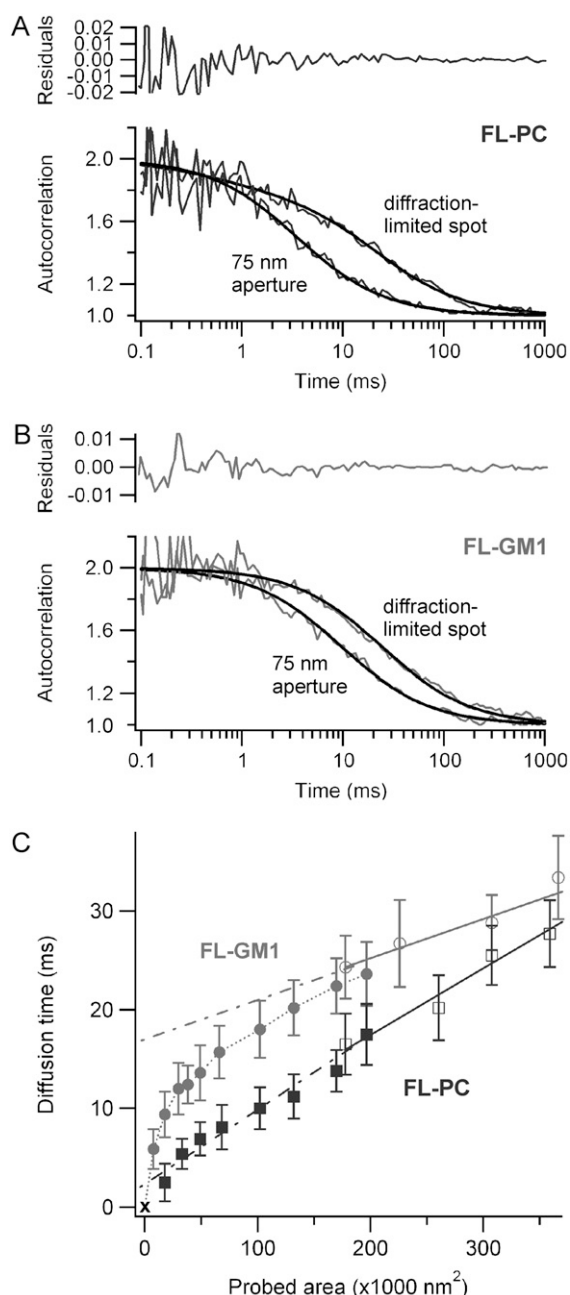 A
Residuals
0.02
0.01
0.00
-0.01
-0.02
FL-PC
Autocorrelation
2.0
1.6
1.2
1.0
diffraction-
limited spot
75 nm
aperture
0.1 1 10 100 1000
Time (ms)
B
Residuals
0.01
0.00
-0.01
FL-GM1
Autocorrelation
2.0
1.6
1.2
1.0
diffraction-
limited spot
75 nm
aperture
0.1 1 10 100 1000
Time (ms)
C
Diffusion time (ms)
30
20
10
0
FL-GM1
FL-PC
x
0 100 200 300
Probed area (x1000 nm²)